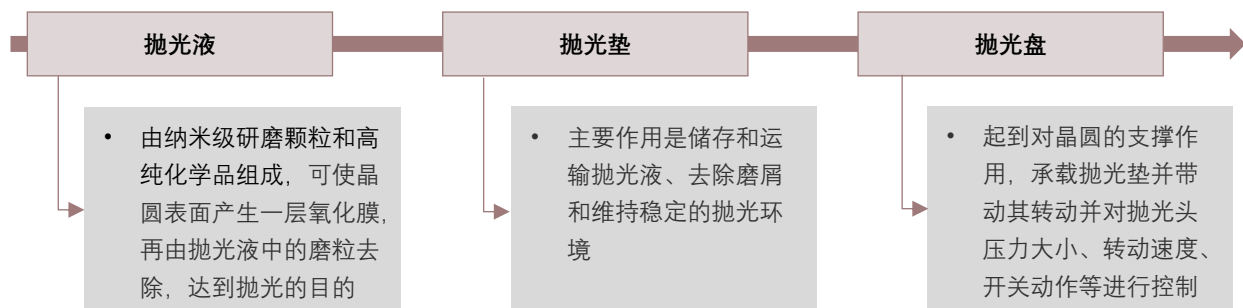 抛光液
抛光垫
抛光盘
• 由纳米级研磨颗粒和高
纯化学品组成，可使晶
圆表面产生一层氧化膜，
再由抛光液中的磨粒去
除，达到抛光的目的
• 主要作用是储存和运
输抛光液、去除磨屑
和维持稳定的抛光环
境
• 起到对晶圆的支撑作
用，承载抛光垫并带
动其转动并对抛光头
压力大小、转动速度、
开关动作等进行控制